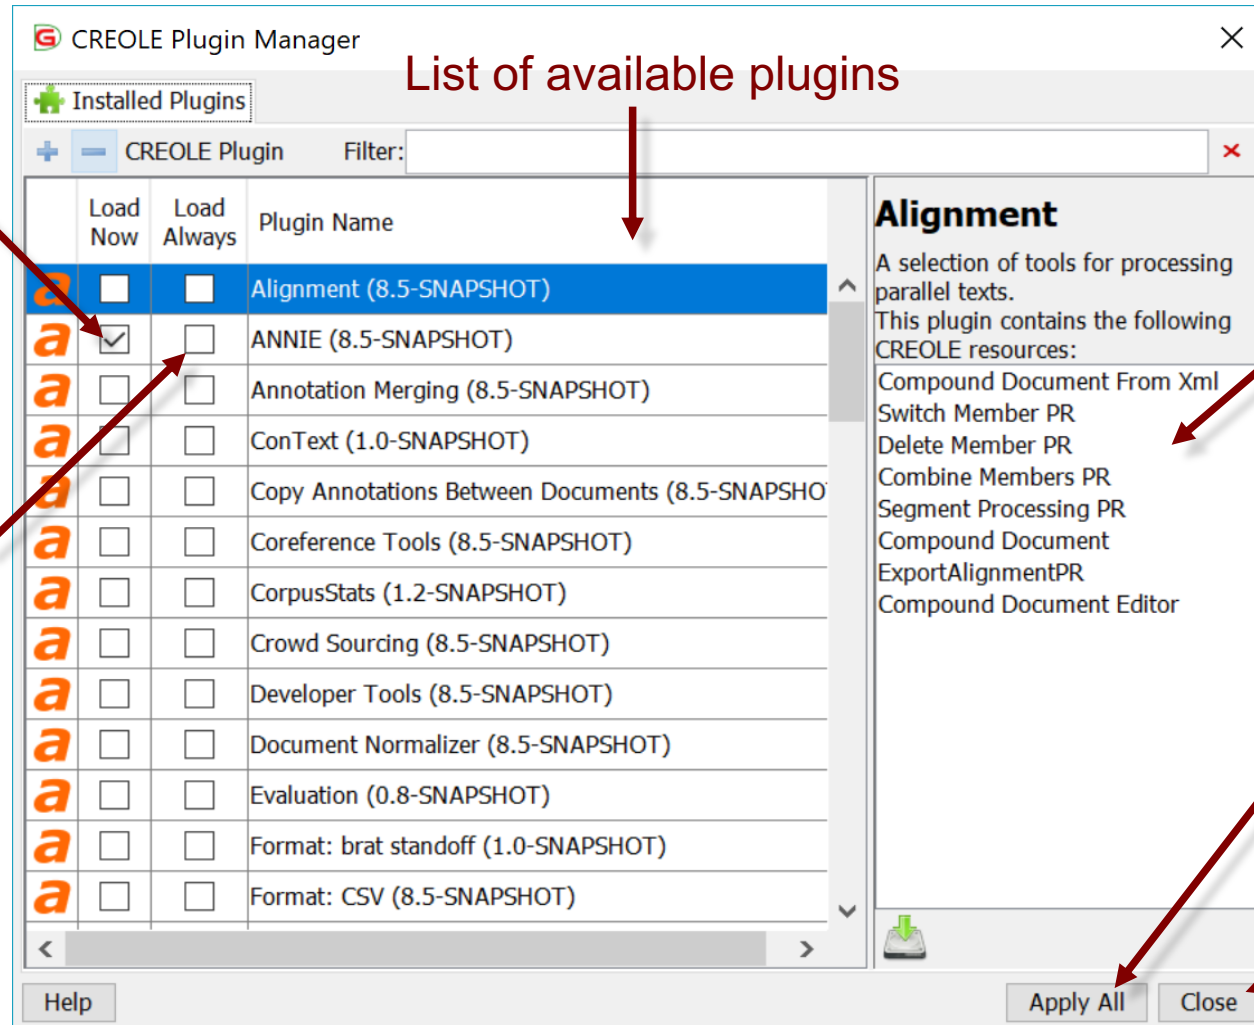 CREOLE Plugin Manager
List of available plugins
Installed Plugins
CREOLE Plugin
Filter:
Load Now
Load Always
Plugin Name
Alignment (8.5-SNAPSHOT)
ANNIE (8.5-SNAPSHOT)
Annotation Merging (8.5-SNAPSHOT)
ConText (1.0-SNAPSHOT)
Copy Annotations Between Documents (8.5-SNAPSHO
Coreference Tools (8.5-SNAPSHOT)
CorpusStats (1.2-SNAPSHOT)
Crowd Sourcing (8.5-SNAPSHOT)
Developer Tools (8.5-SNAPSHOT)
Document Normalizer (8.5-SNAPSHOT)
Evaluation (0.8-SNAPSHOT)
Format: brat standoff (1.0-SNAPSHOT)
Format: CSV (8.5-SNAPSHOT)
Alignment
A selection of tools for processing
parallel texts.
This plugin contains the following
CREOLE resources:
Compound Document From Xml
Switch Member PR
Delete Member PR
Combine Members PR
Segment Processing PR
Compound Document
ExportAlignmentPR
Compound Document Editor
Help
Apply All
Close